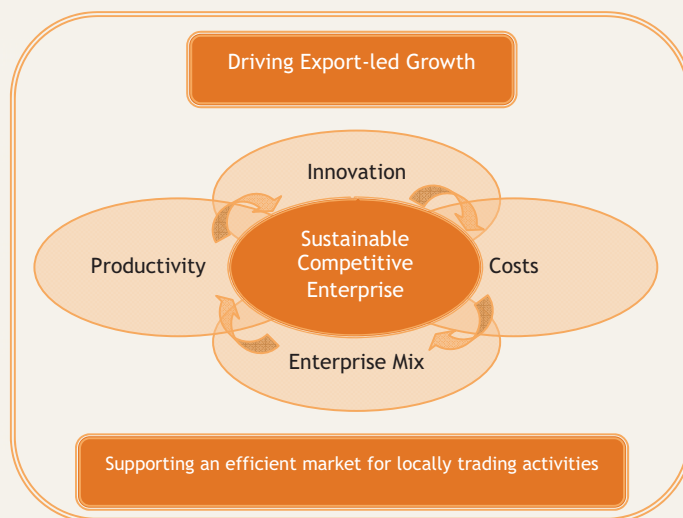 Driving Export-led Growth
Innovation
Productivity
Sustainable
Competitive
Enterprise
Costs
Enterprise Mix
Supporting an efficient market for locally trading activities